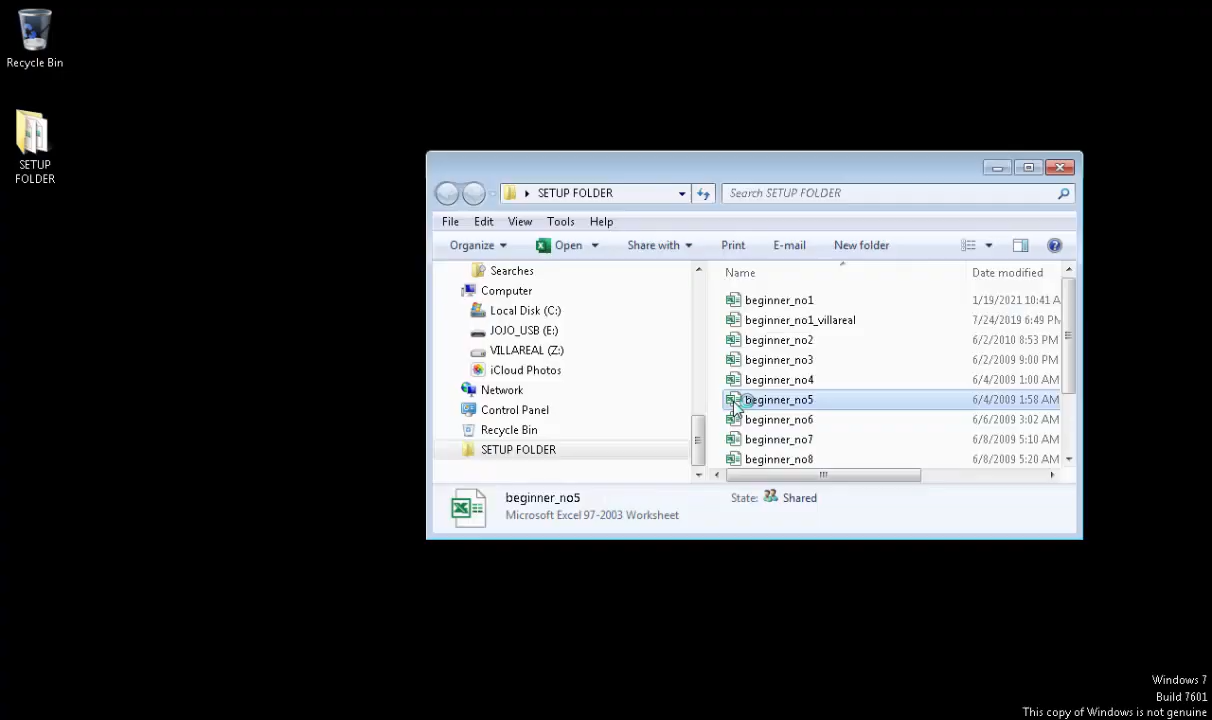 Recycle Bin
SETUP
FOLDER
SETUP FOLDER
Search SETUP FOLDER
File Edit View Tools Help
Organize Open Share with Print E-mail New folder
Searches
Computer
Local Disk (C:)
JOJO_USB (E:)
VILLAREAL (Z:)
iCloud Photos
Network
Control Panel
Recycle Bin
SETUP FOLDER
Name Date modified
beginner_no1 1/19/2021 10:41 A
beginner_no1_villareal 7/24/2019 6:49 PM
beginner_no2 6/2/2010 8:53 PM
beginner_no3 6/2/2009 9:00 PM
beginner_no4 6/4/2009 1:00 AM
beginner_no5 6/4/2009 1:58 AM
beginner_no6 6/6/2009 3:02 AM
beginner_no7 6/8/2009 5:10 AM
beginner_no8 6/8/2009 5:20 AM
beginner_no5 State: Shared
Microsoft Excel 97-2003 Worksheet
Windows 7
Build 7601
This copy of Windows is not genuine